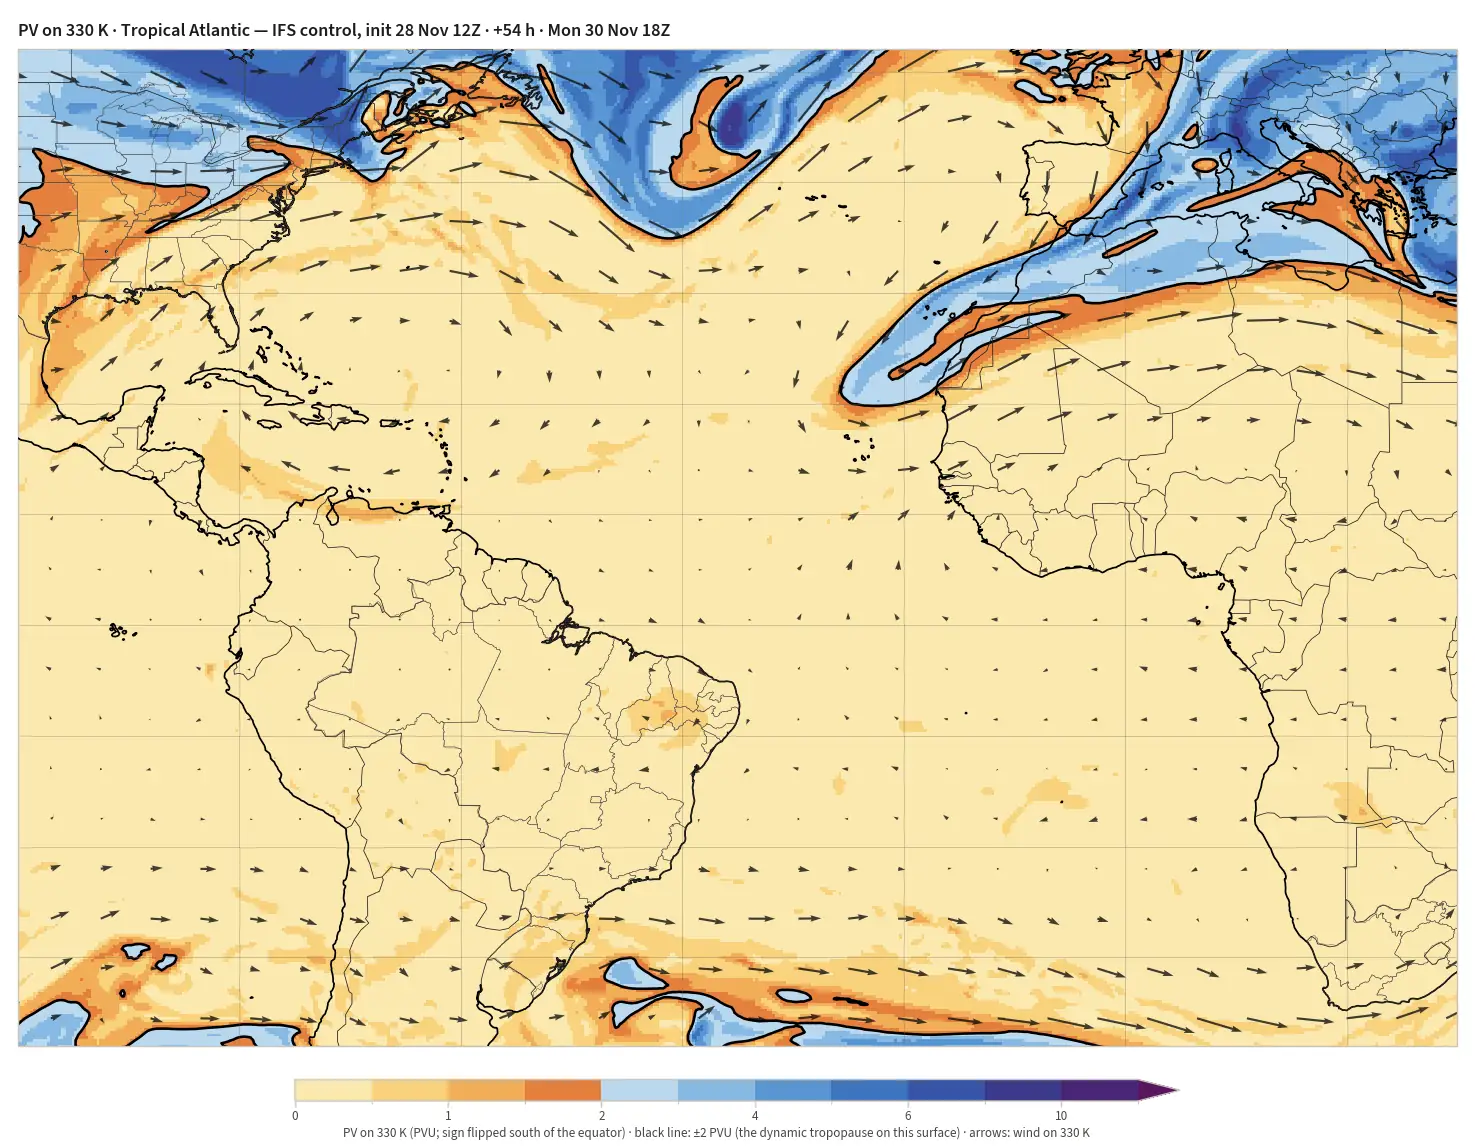 PV on 330 K · Tropical Atlantic — IFS control, init 28 Nov 12Z · +54 h · Mon 30 Nov 18Z
0 1 2 4 6 10
PV on 330 K (PVU; sign flipped south of the equator) · black line: ±2 PVU (the dynamic tropopause on this surface) · arrows: wind on 330 K